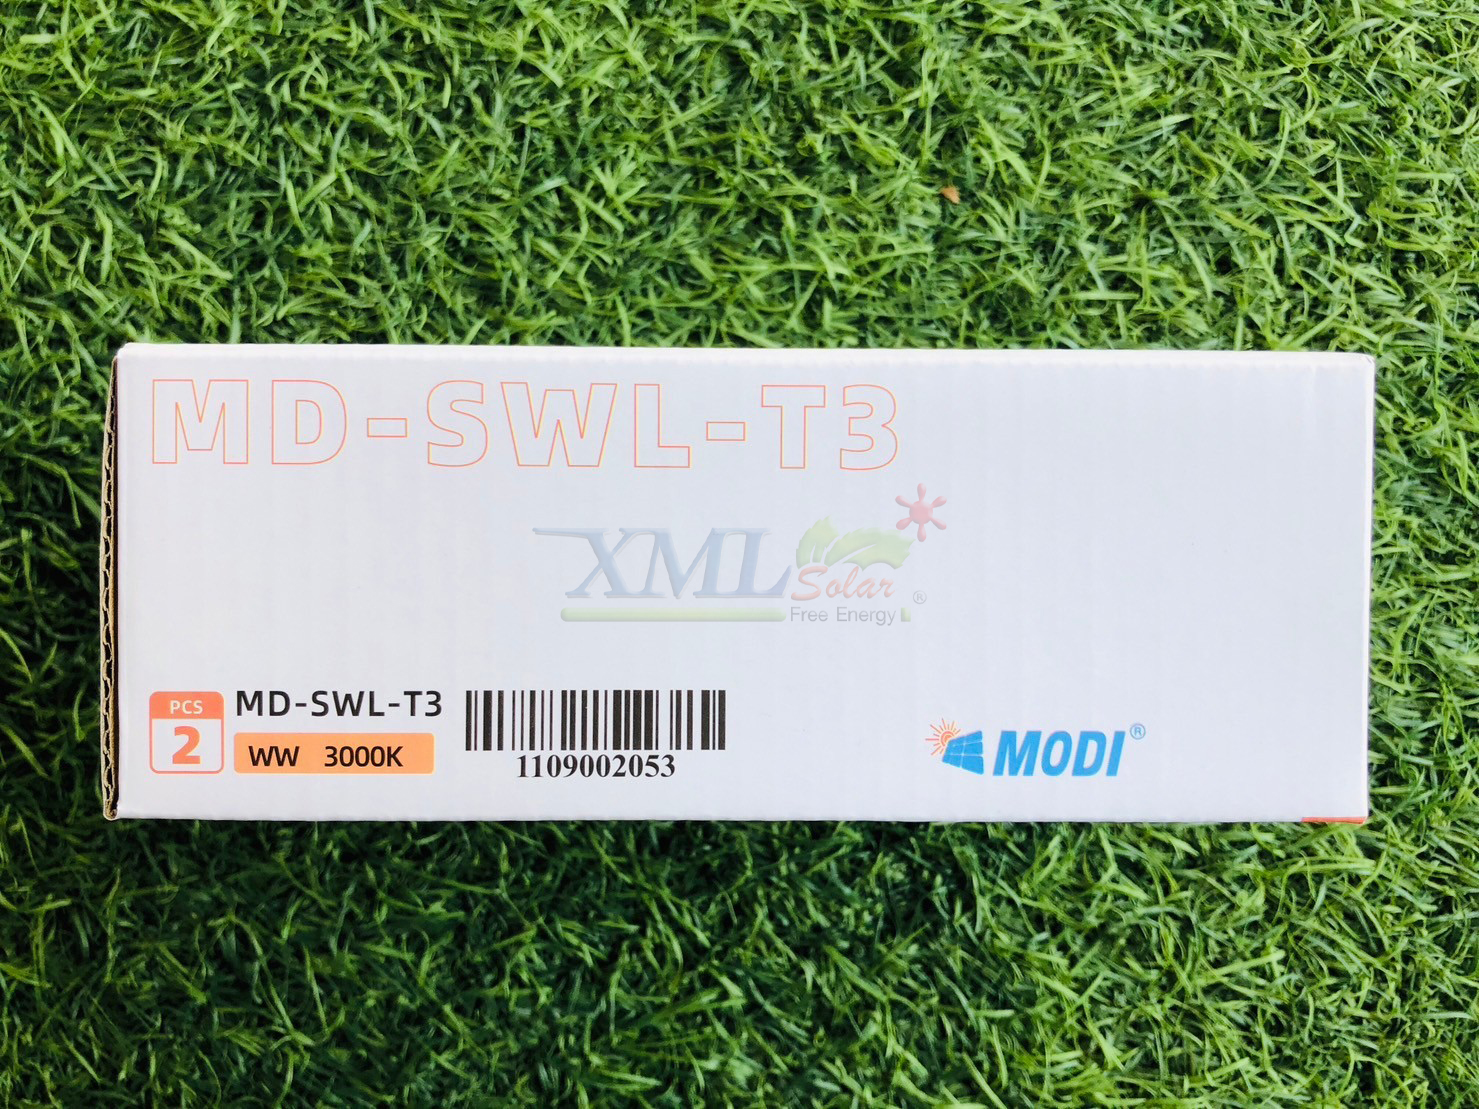 MD-SWL-T3
XML
Solar ®
Free Energy
PCS
2
MD-SWL-T3
WW 3000K
1109002053
MODI®